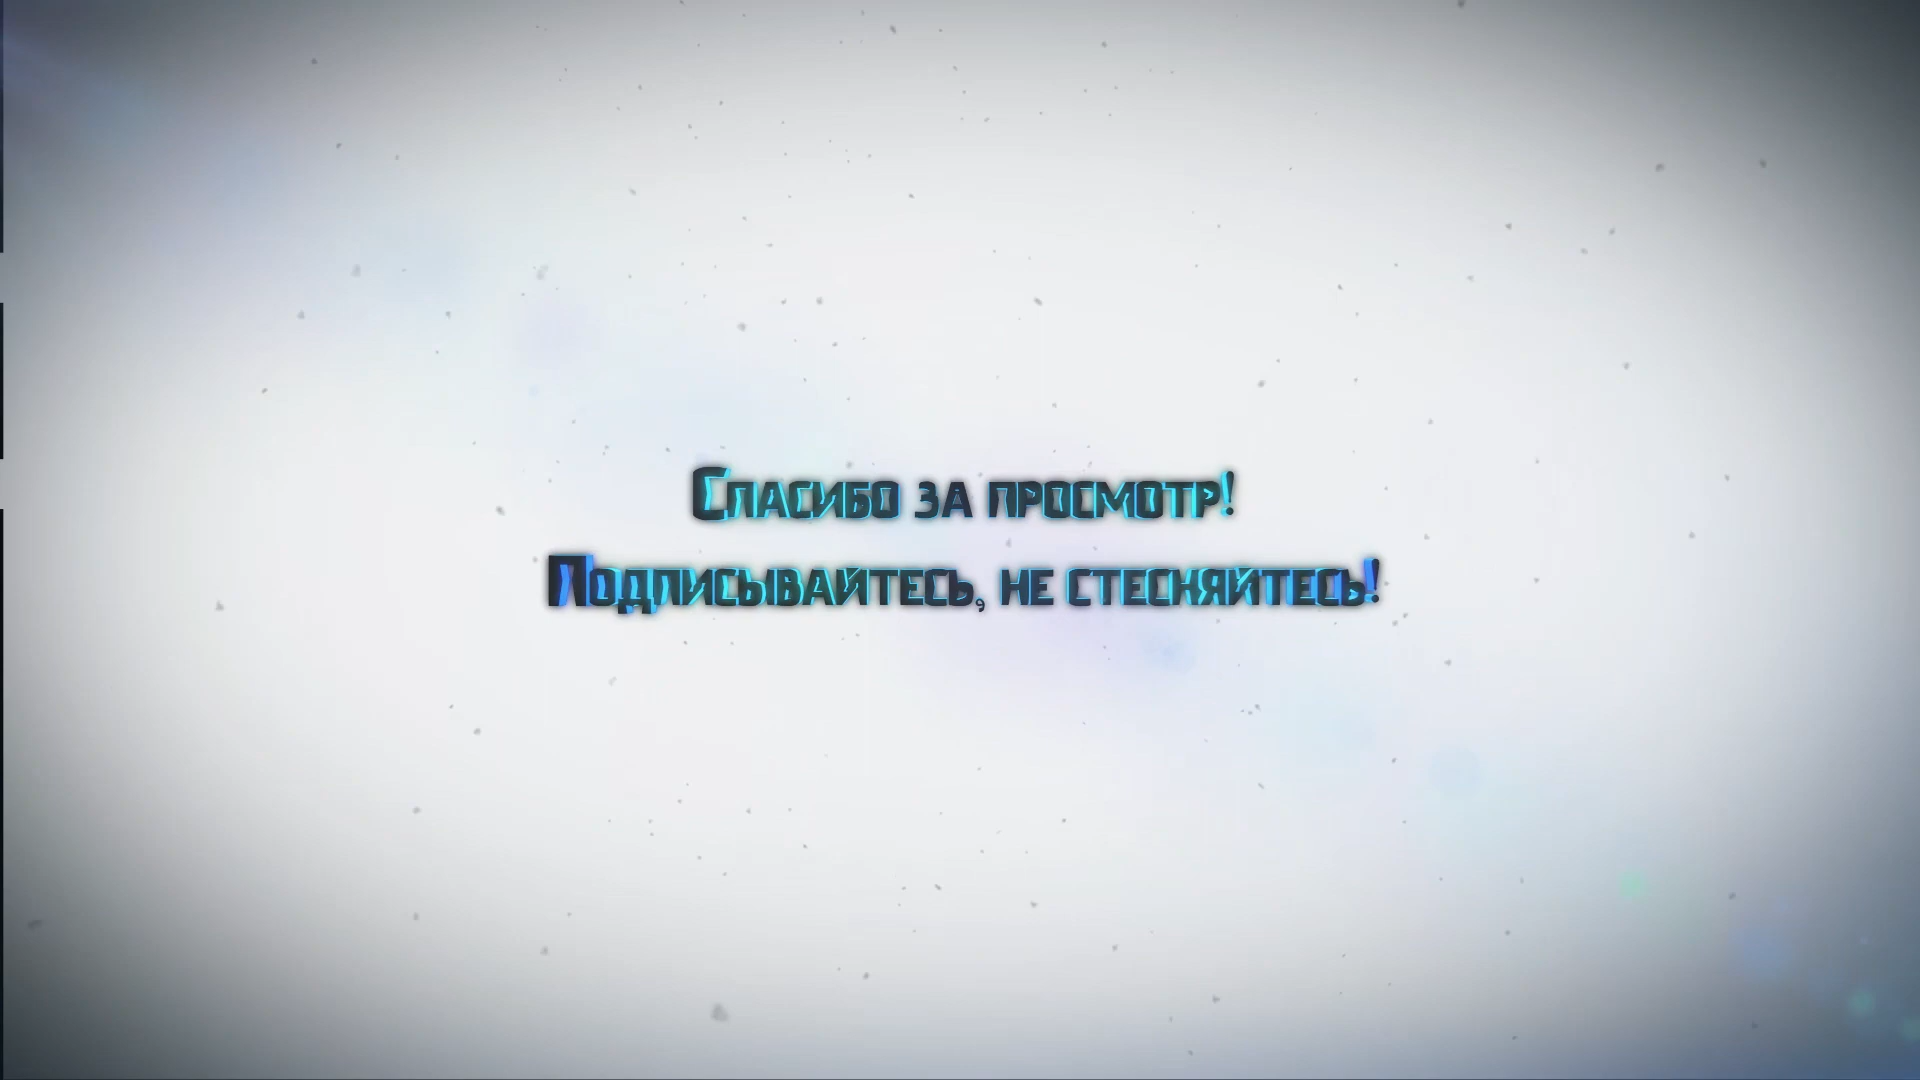 Спасибо за просмотр!
Подписывайтесь, не стесняйтесь!